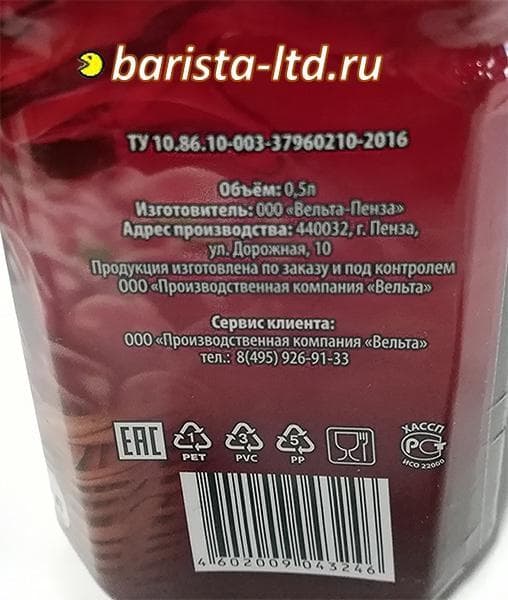 barista-ltd.ru
ТУ 10.86.10-003-37960210-2016
Объём: 0,5л
Изготовитель: ООО «Вельта-Пенза»
Адрес производства: 440032, г. Пенза,
ул. Дорожная, 10
Продукция изготовлена по заказу и под контролем
ООО «Производственная компания «Вельта»
Сервис клиента:
ООО «Производственная компания «Вельта»
тел.: 8(495) 926-91-33
ЕАС
1 PET
3 PVC
5 PP
ХАССП
РСТ
ИСО 22000
4602009043246